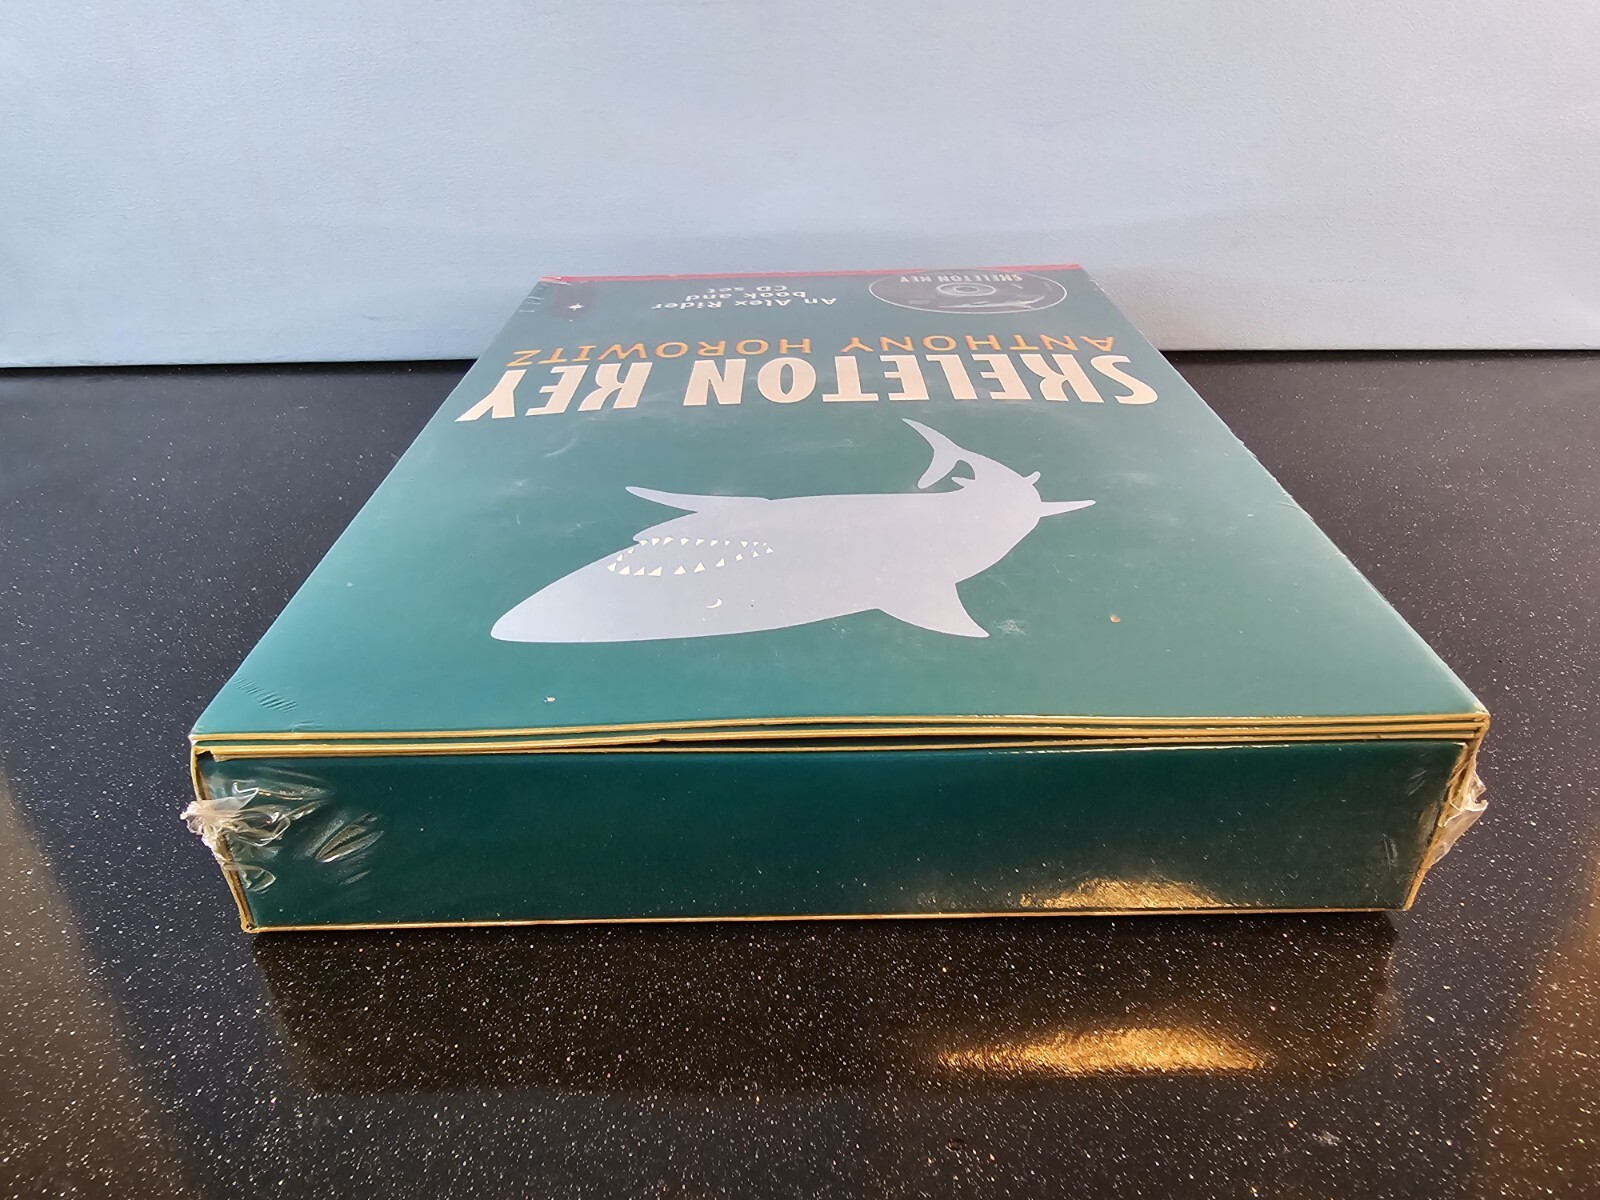 SKELETON KEY
ANTHONY HOROWITZ
SKELETON KEY
An Alex Rider
book and
CD set